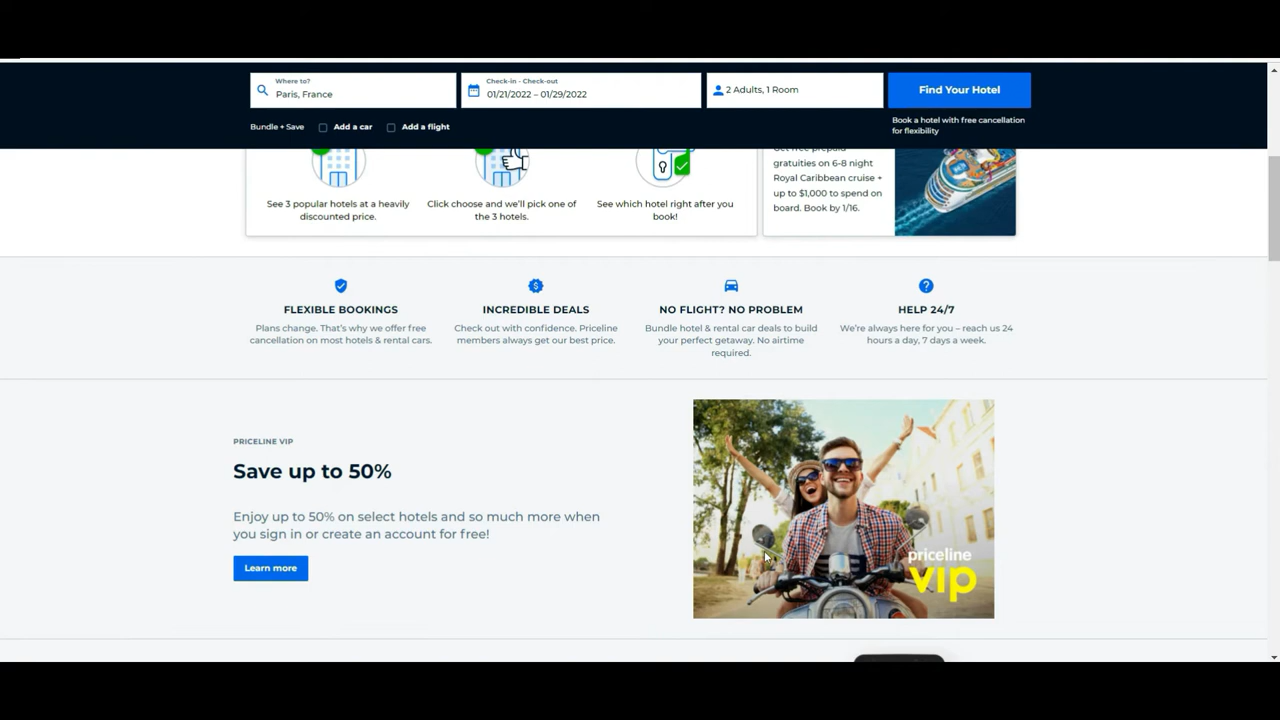 Where to?
Paris, France
Check-in - Check-out
01/21/2022 – 01/29/2022
2 Adults, 1 Room
Find Your Hotel
Bundle + Save
Add a car
Add a flight
Book a hotel with free cancellation
for flexibility
See 3 popular hotels at a heavily
discounted price.
Click choose and we'll pick one of
the 3 hotels.
See which hotel right after you
book!
Get free prepaid
gratuities on 6-8 night
Royal Caribbean cruise +
up to $1,000 to spend on
board. Book by 1/16.
FLEXIBLE BOOKINGS
Plans change. That's why we offer free
cancellation on most hotels & rental cars.
INCREDIBLE DEALS
Check out with confidence. Priceline
members always get our best price.
NO FLIGHT? NO PROBLEM
Bundle hotel & rental car deals to build
your perfect getaway. No airtime
required.
HELP 24/7
We're always here for you – reach us 24
hours a day, 7 days a week.
PRICELINE VIP
Save up to 50%
Enjoy up to 50% on select hotels and so much more when
you sign in or create an account for free!
Learn more
priceline
vip